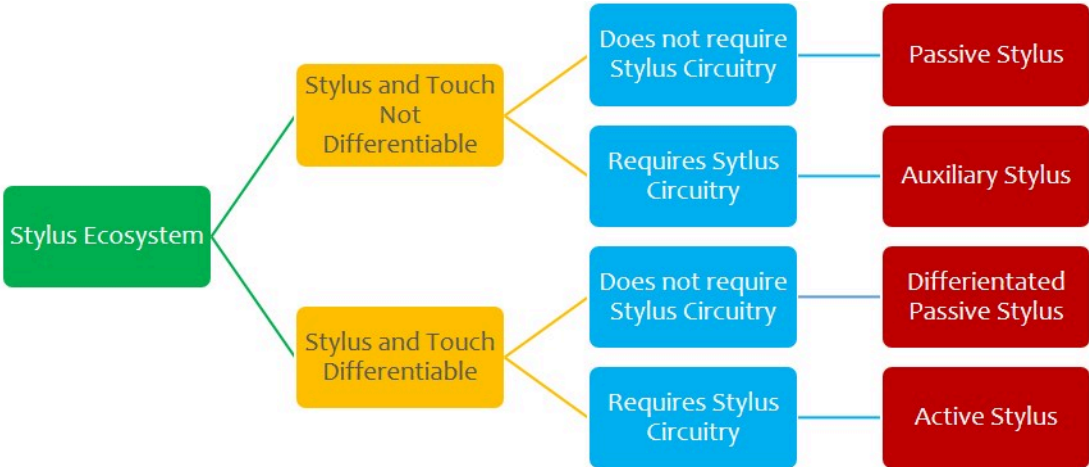 Stylus Ecosystem
Stylus and Touch
Not
Differentiable
Does not require
Stylus Circuitry
Passive Stylus
Requires Sytlus
Circuitry
Auxiliary Stylus
Stylus and Touch
Differentiable
Does not require
Stylus Circuitry
Differientated
Passive Stylus
Requires Stylus
Circuitry
Active Stylus